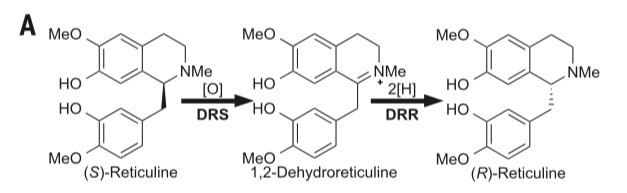 A
MeO
HO
NMe
HO
MeO
(S)-Reticuline
[O]
DRS
MeO
HO
NMe
+
HO
MeO
1,2-Dehydroreticuline
2[H]
DRR
MeO
HO
NMe
HO
MeO
(R)-Reticuline